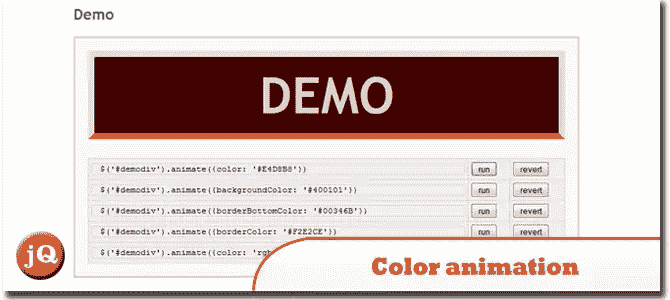 Demo
DEMO
$('#demodiv').animate({color: '#E4D8B8'}) run revert
$('#demodiv').animate({backgroundColor: '#400101'}) run revert
$('#demodiv').animate({borderBottomColor: '#00346B'}) run revert
$('#demodiv').animate({borderColor: '#F2E2CE'}) run revert
$('#demodiv').animate({color: 'rg
jQ
Color animation